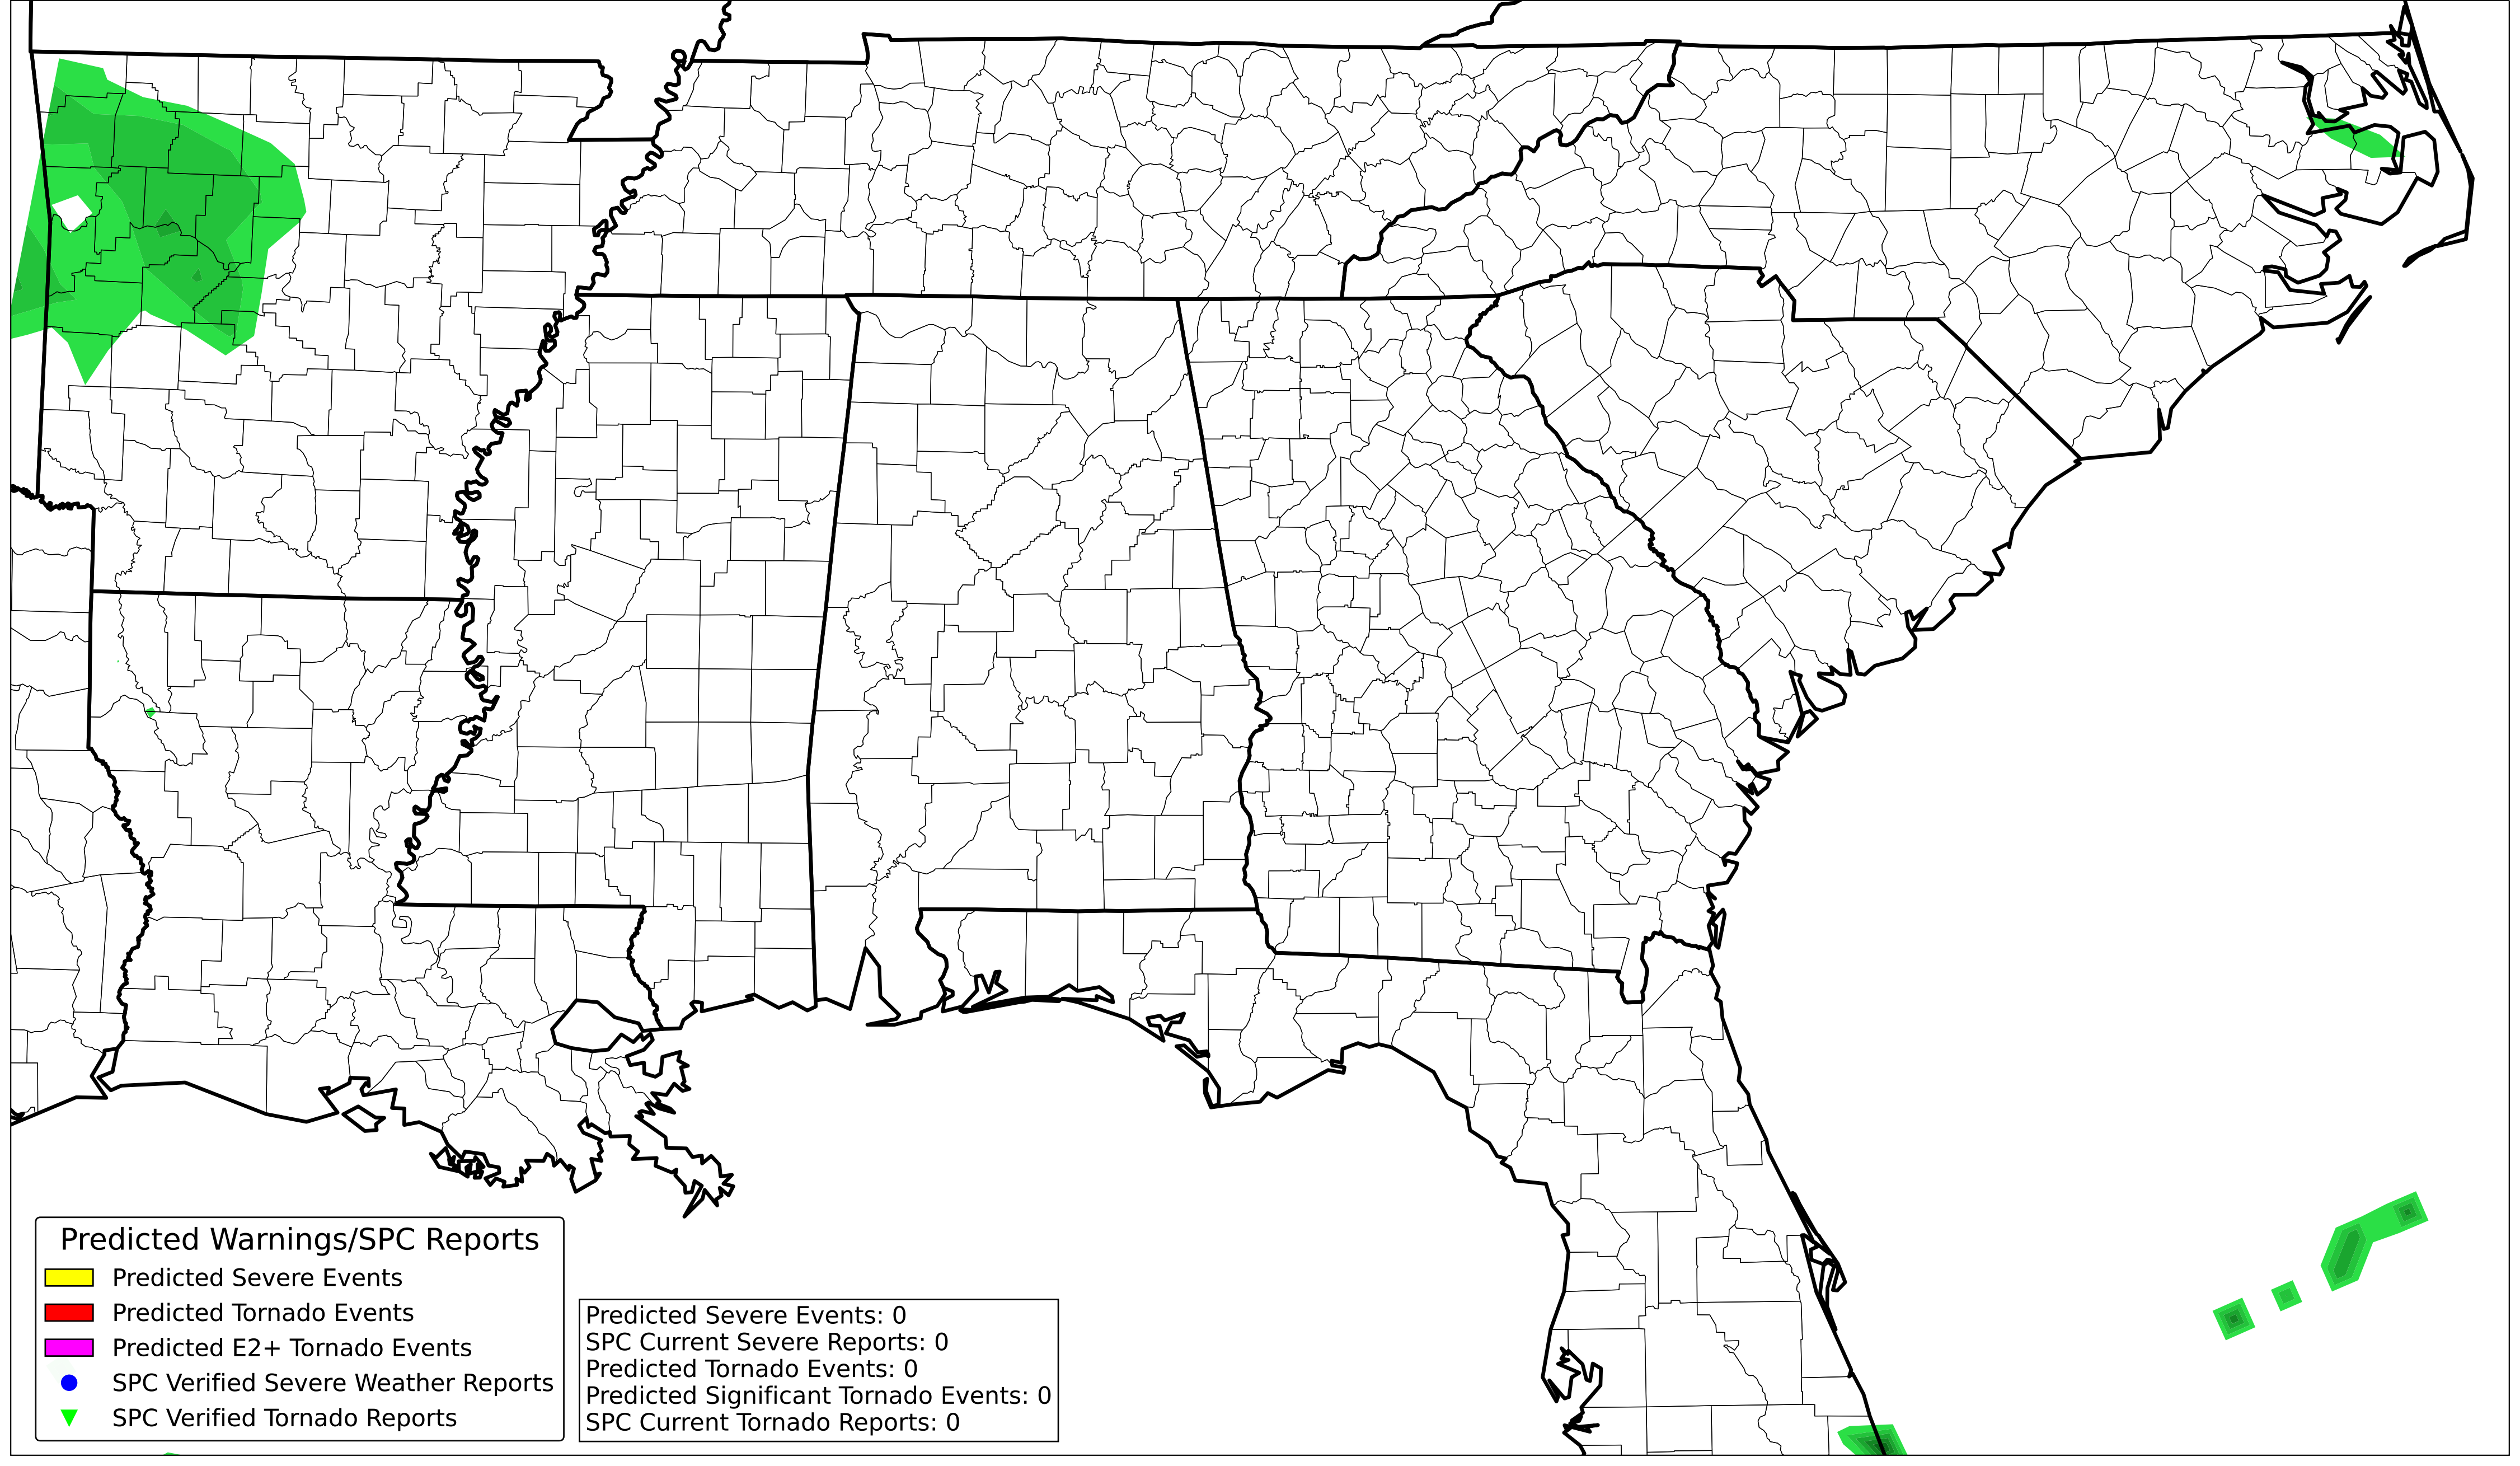 Predicted Warnings/SPC Reports
Predicted Severe Events
Predicted Tornado Events
Predicted E2+ Tornado Events
SPC Verified Severe Weather Reports
SPC Verified Tornado Reports
Predicted Severe Events: 0
SPC Current Severe Reports: 0
Predicted Tornado Events: 0
Predicted Significant Tornado Events: 0
SPC Current Tornado Reports: 0